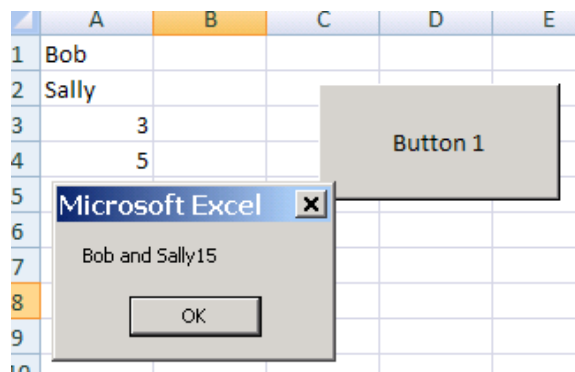 A B C D E
1 Bob
2 Sally
3 3
4 5
Button 1
5
Microsoft Excel
6
7
Bob and Sally15
8
OK
9
10